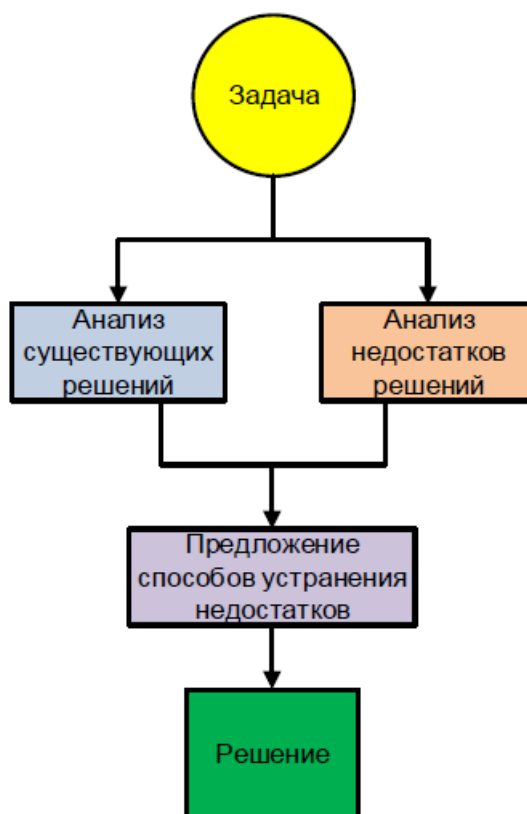 Задача
Анализ
существующих
решений
Анализ
недостатков
решений
Предложение
способов устранения
недостатков
Решение